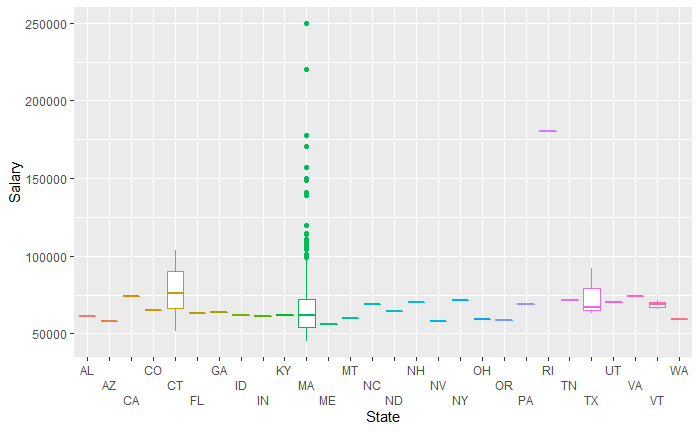 250000
200000
150000
100000
50000
Salary
AL CO CT GA KY MA MT NH OH RI UT WA
AZ CA FL ID IN ME NC ND NV NY OR PA TN TX VA VT
State